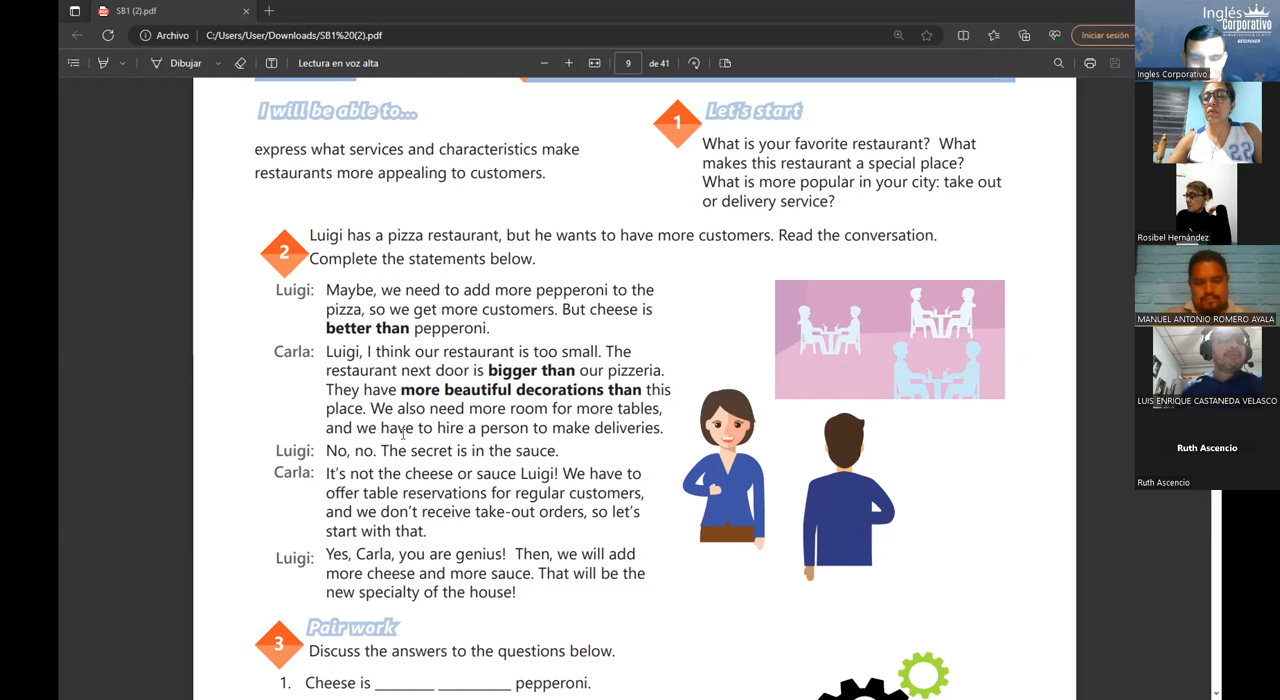 SB1 (2).pdf
Archivo
C:/Users/User/Downloads/SB1%20(2).pdf
Iniciar sesión
Dibujar
Lectura en voz alta
9
de 41
I will be able to...
express what services and characteristics make
restaurants more appealing to customers.
1
Let's start
What is your favorite restaurant? What
makes this restaurant a special place?
What is more popular in your city: take out
or delivery service?
2
Luigi has a pizza restaurant, but he wants to have more customers. Read the conversation.
Complete the statements below.
Luigi: Maybe, we need to add more pepperoni to the
pizza, so we get more customers. But cheese is
better than pepperoni.
Carla: Luigi, I think our restaurant is too small. The
restaurant next door is bigger than our pizzeria.
They have more beautiful decorations than this
place. We also need more room for more tables,
and we have to hire a person to make deliveries.
Luigi: No, no. The secret is in the sauce.
Carla: It's not the cheese or sauce Luigi! We have to
offer table reservations for regular customers,
and we don't receive take-out orders, so let's
start with that.
Luigi: Yes, Carla, you are genius! Then, we will add
more cheese and more sauce. That will be the
new specialty of the house!
3
Pair work
Discuss the answers to the questions below.
1. Cheese is _______ _________ pepperoni.
Inglés
Corporativo
BEGINNER
Ingles Corporativo
22
Rosibel Hernández
MANUEL ANTONIO ROMERO AYALA
LUIS ENRIQUE CASTANEDA VELASCO
Ruth Ascencio
Ruth Ascencio